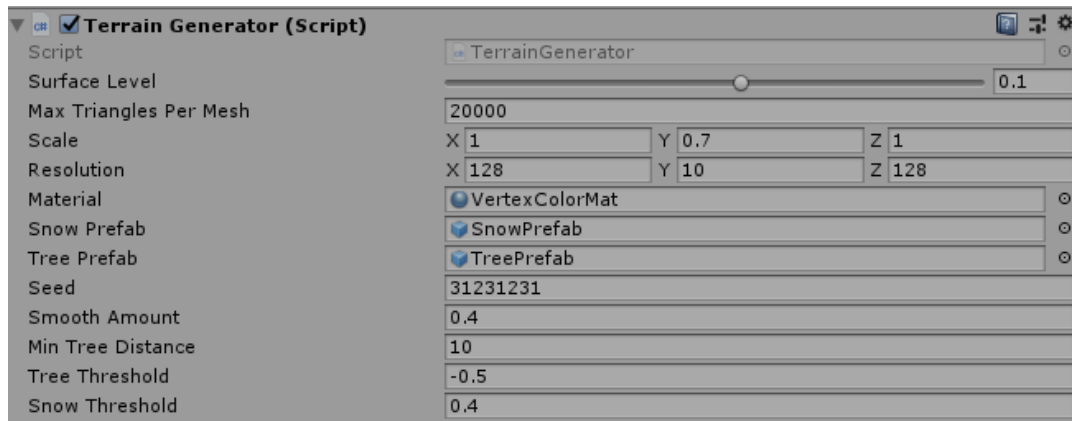 Terrain Generator (Script)
Script TerrainGenerator
Surface Level 0.1
Max Triangles Per Mesh 20000
Scale X 1 Y 0.7 Z 1
Resolution X 128 Y 10 Z 128
Material VertexColorMat
Snow Prefab SnowPrefab
Tree Prefab TreePrefab
Seed 31231231
Smooth Amount 0.4
Min Tree Distance 10
Tree Threshold -0.5
Snow Threshold 0.4